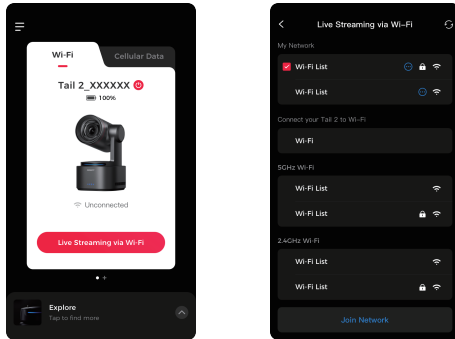 Wi-Fi
Cellular Data
Tail 2_XXXXXX
100%
Unconnected
Live Streaming via Wi-Fi
Explore
Tap to find more
Live Streaming via Wi-Fi
My Network
Wi-Fi List
Wi-Fi List
Connect your Tail 2 to Wi-Fi
Wi-Fi
5GHz Wi-Fi
Wi-Fi List
Wi-Fi List
2.4GHz Wi-Fi
Wi-Fi List
Wi-Fi List
Join Network